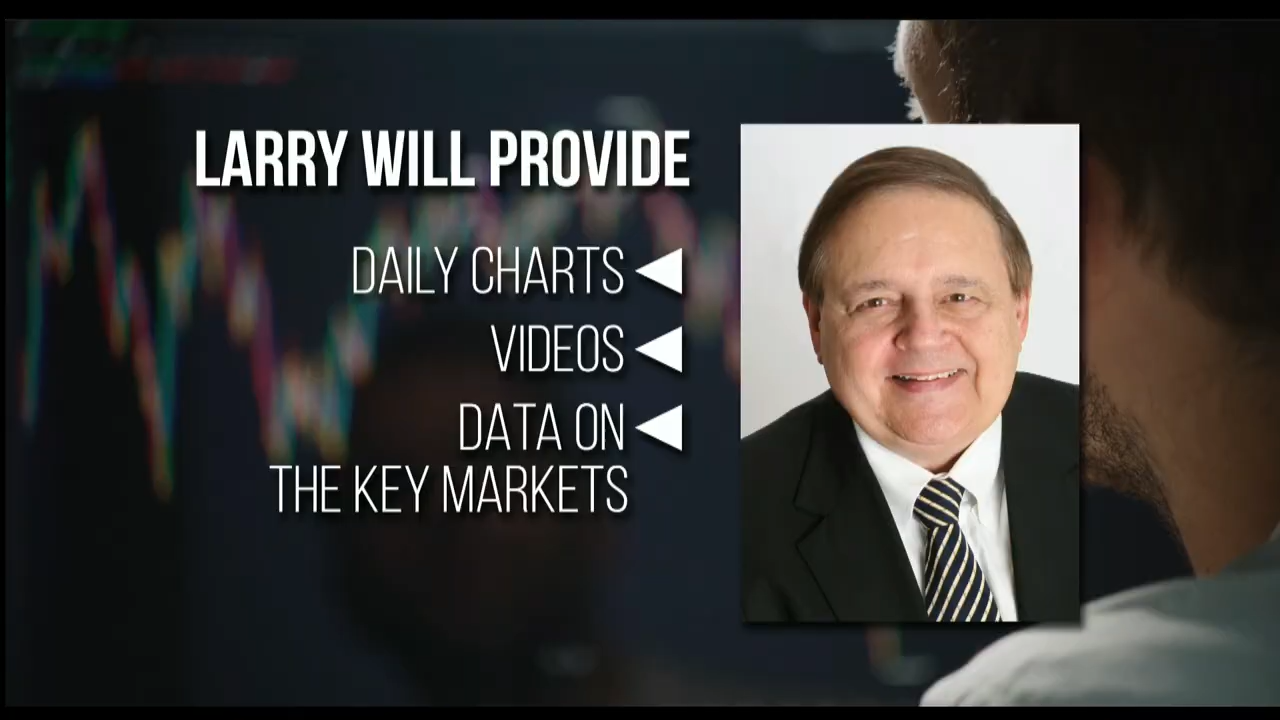 LARRY WILL PROVIDE
DAILY CHARTS
VIDEOS
DATA ON
THE KEY MARKETS